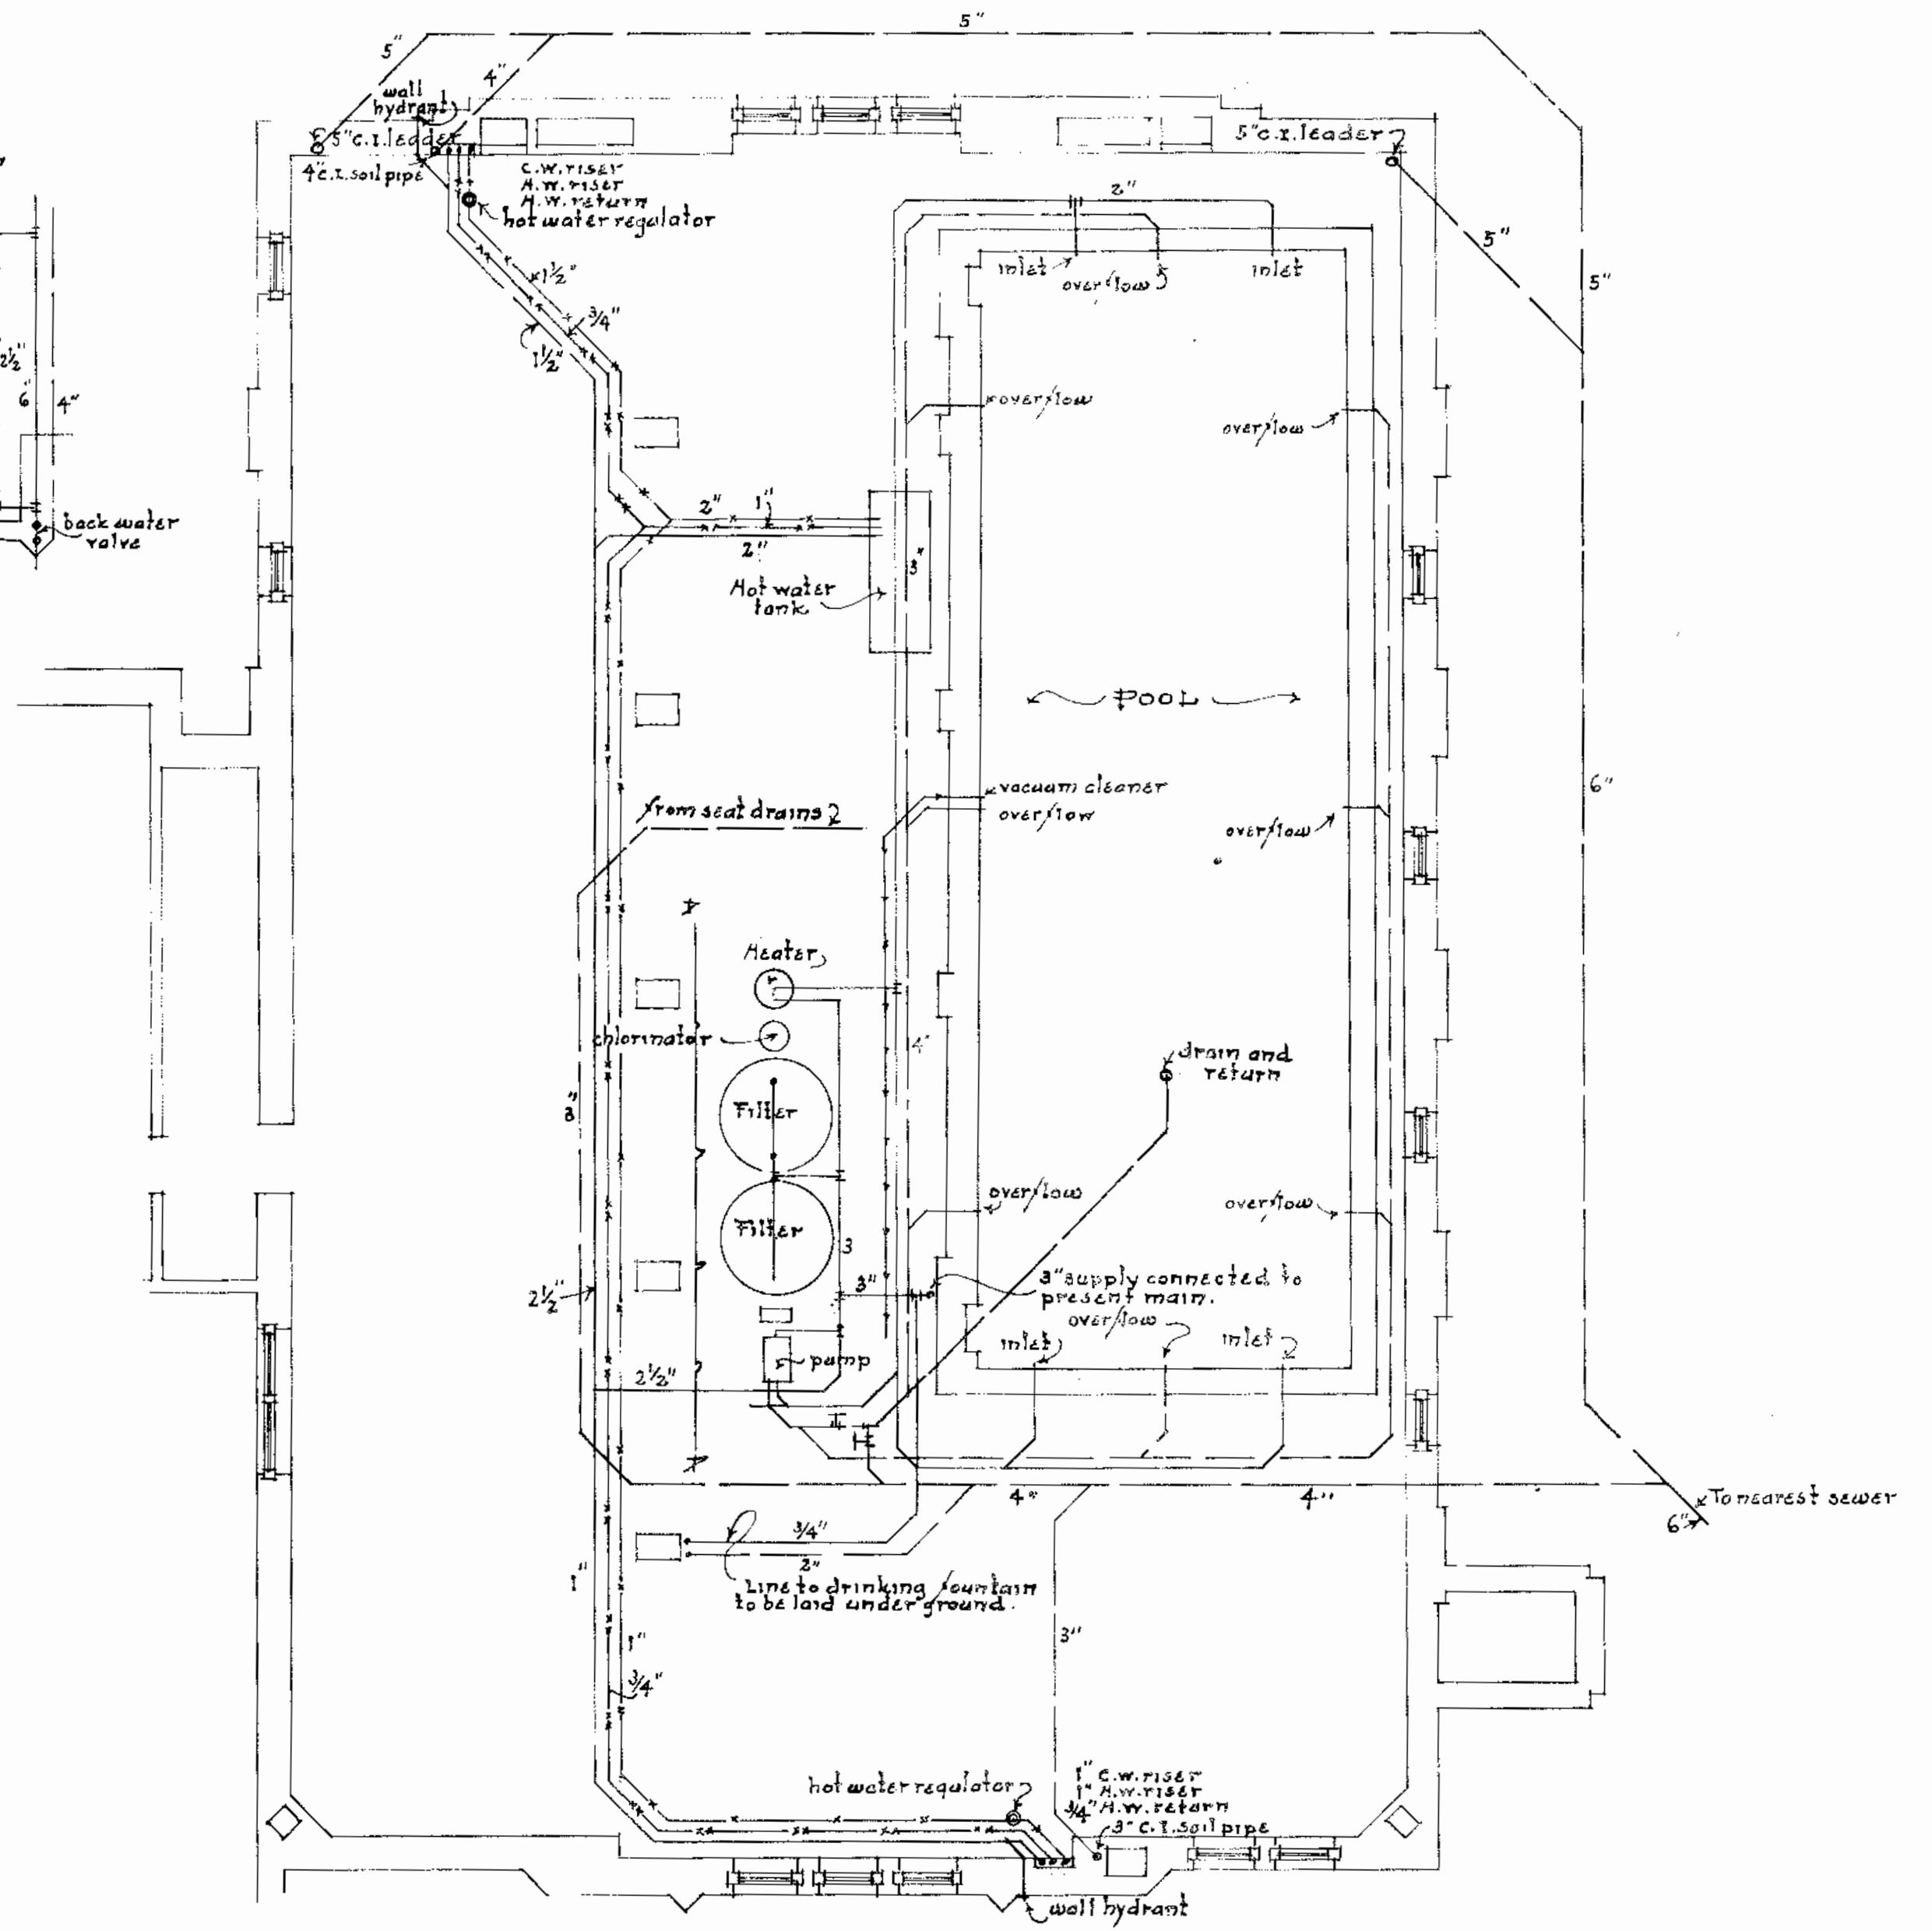 5"
5"
4"
wall
hydrant
5" c.I. leader
4" c.I. soil pipe
C.W. riser
H.W. riser
H.W. return
hot water regulator
5" c.I. leader
2"
5"
5"
inlet
overflow
inlet
1½"
¾"
1½"
2½"
6"
4"
overflow
overflow
back water
valve
2"
1"
2"
3"
Hot water
tank
POOL
6"
vacuum cleaner
overflow
from seat drains
overflow
Heater
chlorinator
4"
drain and
return
3"
Filter
overflow
overflow
Filter
3
3"
2½"
3" supply connected to
present main.
overflow
inlet
inlet
pump
2½"
4"
4"
To nearest sewer
6"
¾"
2"
1"
Line to drinking fountain
to be laid under ground.
1"
3"
¾"
hot water regulator
1" C.W. riser
1" H.W. riser
¾" H.W. return
3" C.I. soil pipe
wall hydrant